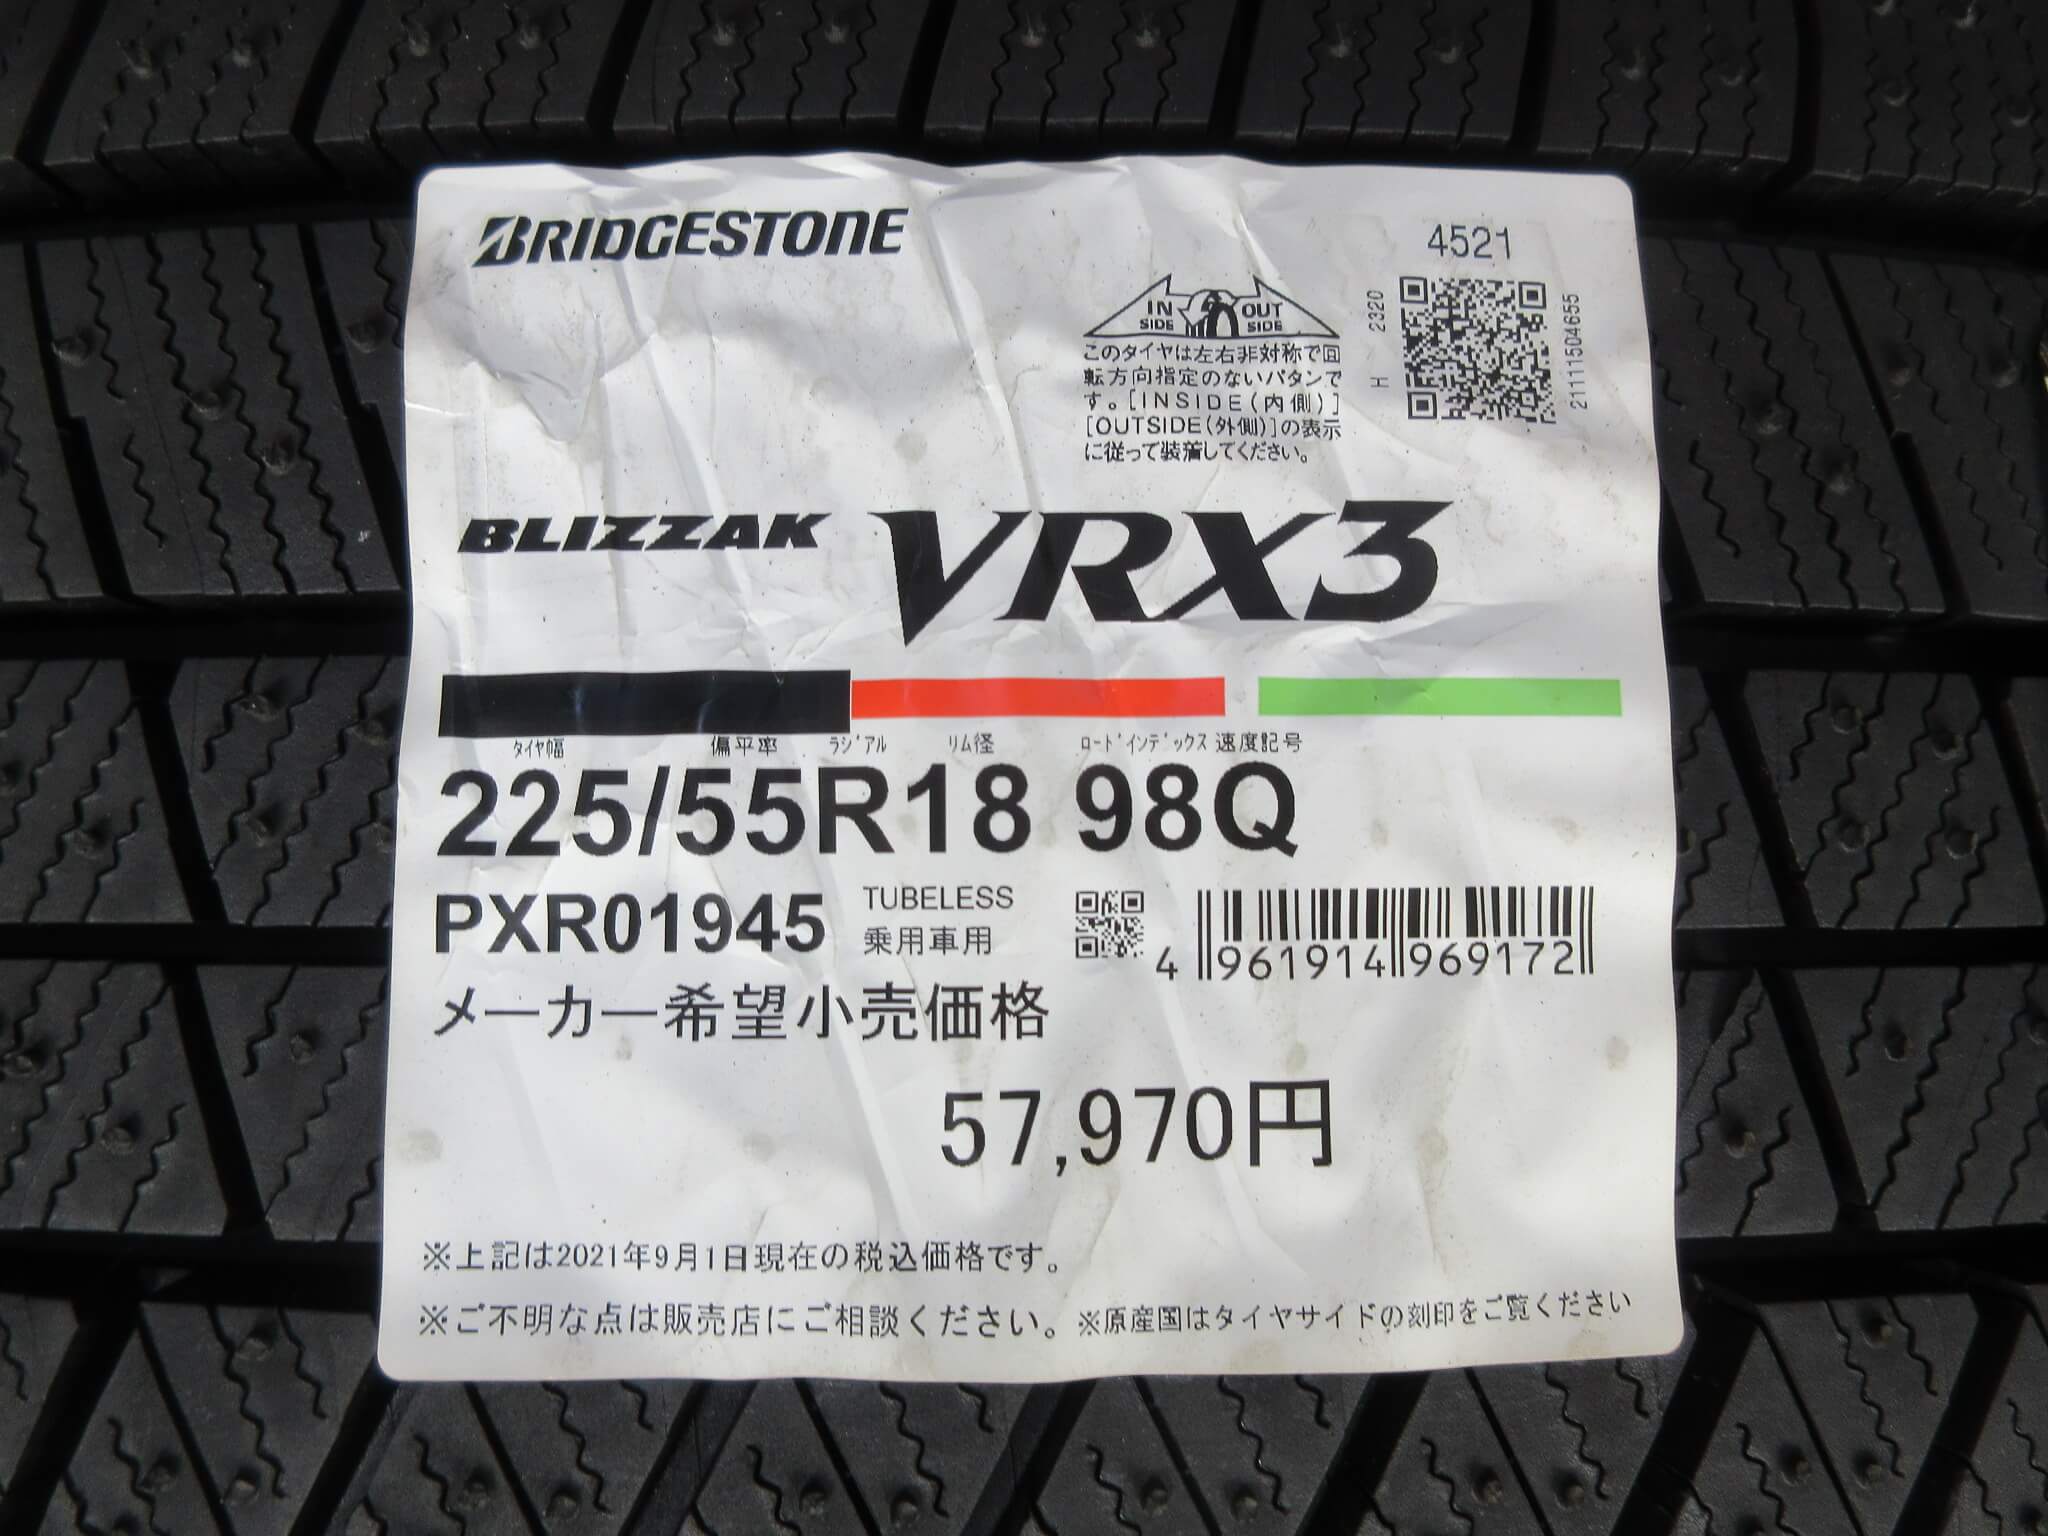 BRIDGESTONE
4521
IN SIDE OUT SIDE
このタイヤは左右非対称で回
転方向指定のないパタンで
す。[INSIDE(内側)]
[OUTSIDE(外側)]の表示
に従って装着してください。
H 2320
21111504655
BLIZZAK VRX3
タイヤ幅 偏平率 ラジアル リム径 ロードインデックス 速度記号
225/55R18 98Q
PXR01945
TUBELESS
乗用車用
4 961914 969172
メーカー希望小売価格
57,970円
※上記は2021年9月1日現在の税込価格です。
※ご不明な点は販売店にご相談ください。 ※原産国はタイヤサイドの刻印をご覧ください